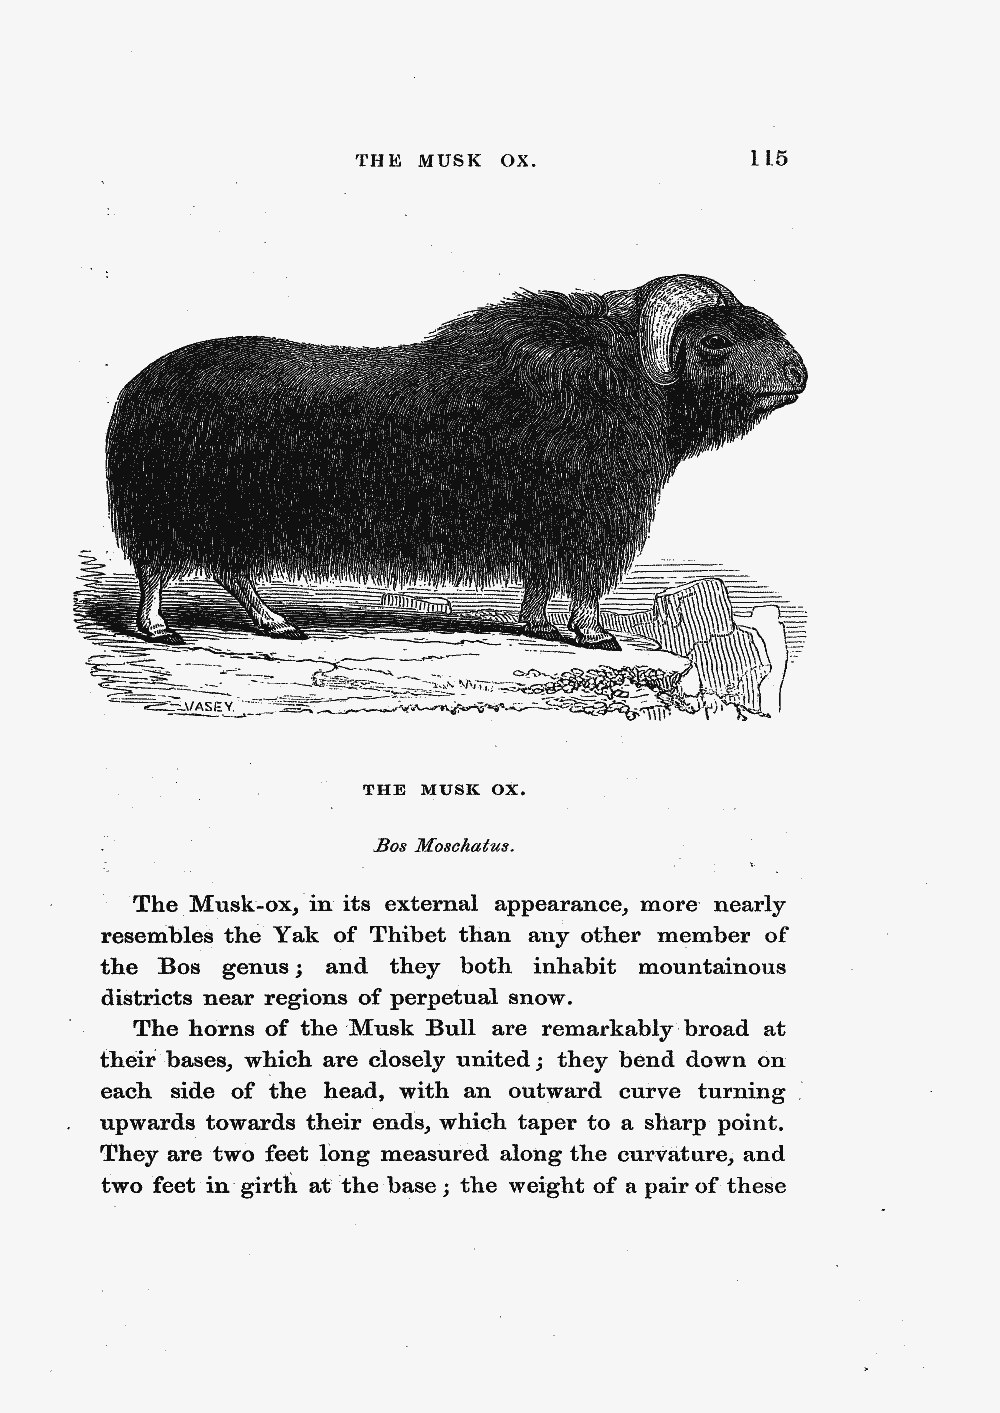 THE MUSK OX. 115
VASEY.
THE MUSK OX.
Bos Moschatus.
The Musk-ox, in its external appearance, more nearly
resembles the Yak of Thibet than any other member of
the Bos genus; and they both inhabit mountainous
districts near regions of perpetual snow.
The horns of the Musk Bull are remarkably broad at
their bases, which are closely united; they bend down on
each side of the head, with an outward curve turning
upwards towards their ends, which taper to a sharp point.
They are two feet long measured along the curvature, and
two feet in girth at the base; the weight of a pair of these